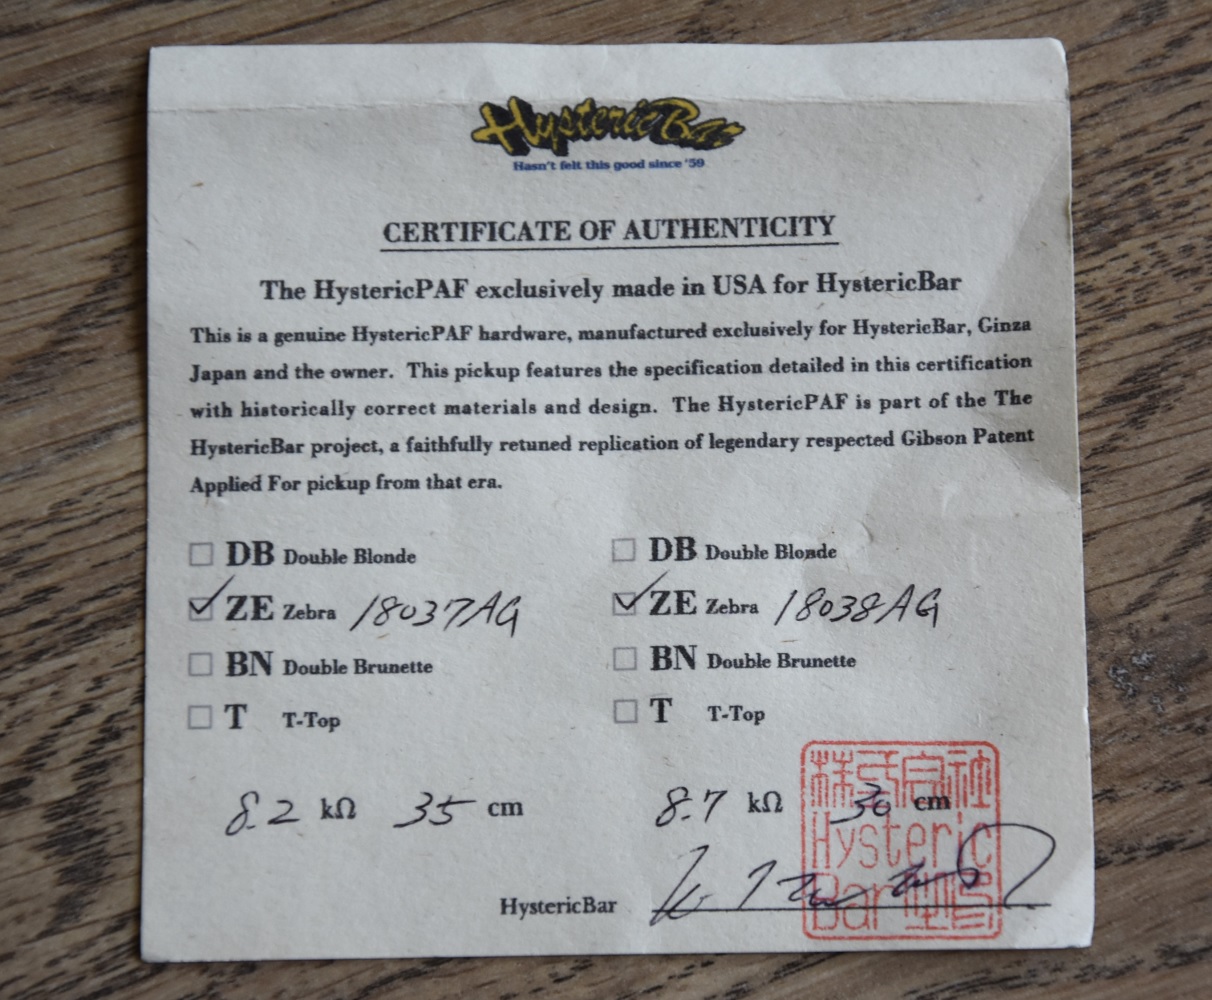 HystericBar
Hasn't felt this good since '59
CERTIFICATE OF AUTHENTICITY
The HystericPAF exclusively made in USA for HystericBar
This is a genuine HystericPAF hardware, manufactured exclusively for HystericBar, Ginza
Japan and the owner. This pickup features the specification detailed in this certification
with historically correct materials and design. The HystericPAF is part of the The
HystericBar project, a faithfully retuned replication of legendary respected Gibson Patent
Applied For pickup from that era.
DB Double Blonde
ZE Zebra 18037AG
BN Double Brunette
T T-Top
8.2 kΩ 35 cm
DB Double Blonde
ZE Zebra 18038AG
BN Double Brunette
T T-Top
8.7 kΩ 30 cm
株式会社
Hysteric
Bar
HystericBar